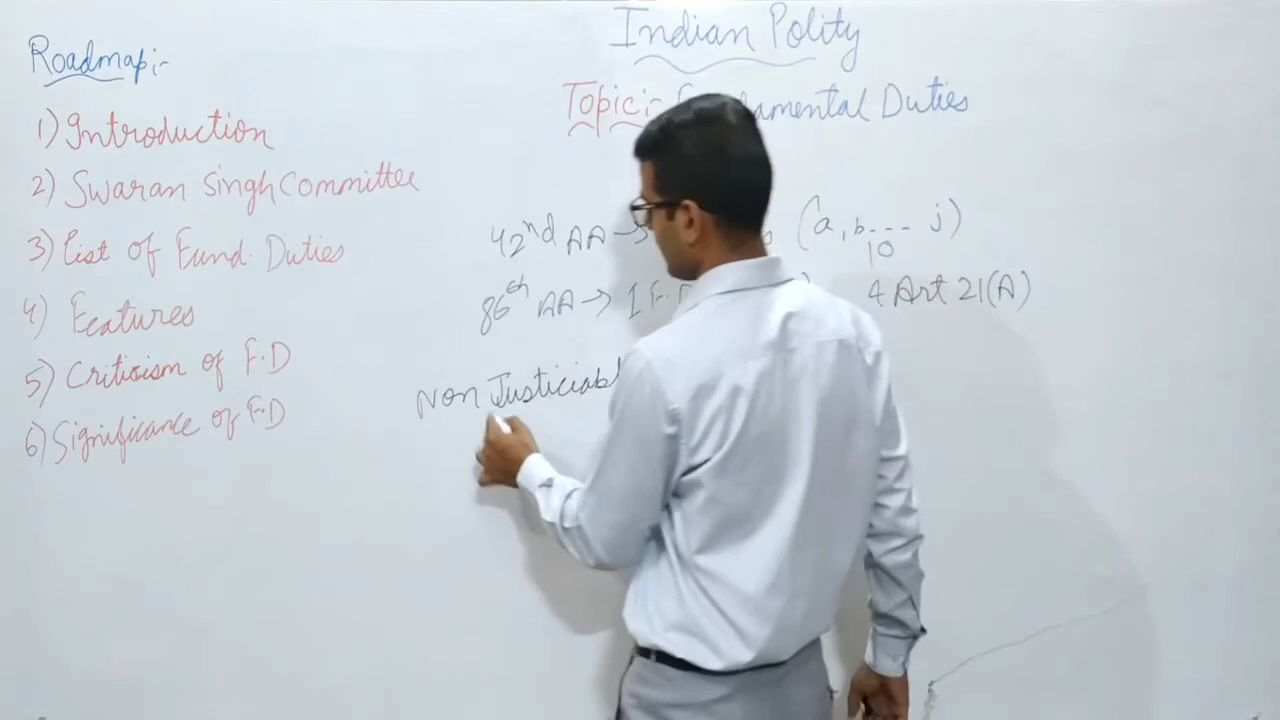 Indian Polity
Topic:- Fundamental Duties
Roadmap:-
1) Introduction
2) Swaran Singh Committee
3) List of Fund. Duties
4) Features
5) Criticism of F.D
6) Significance of F.D
42nd AA → (a, b... j)
10
86th AA → 1 F. 4 Art 21(A)
Non Justiciabl